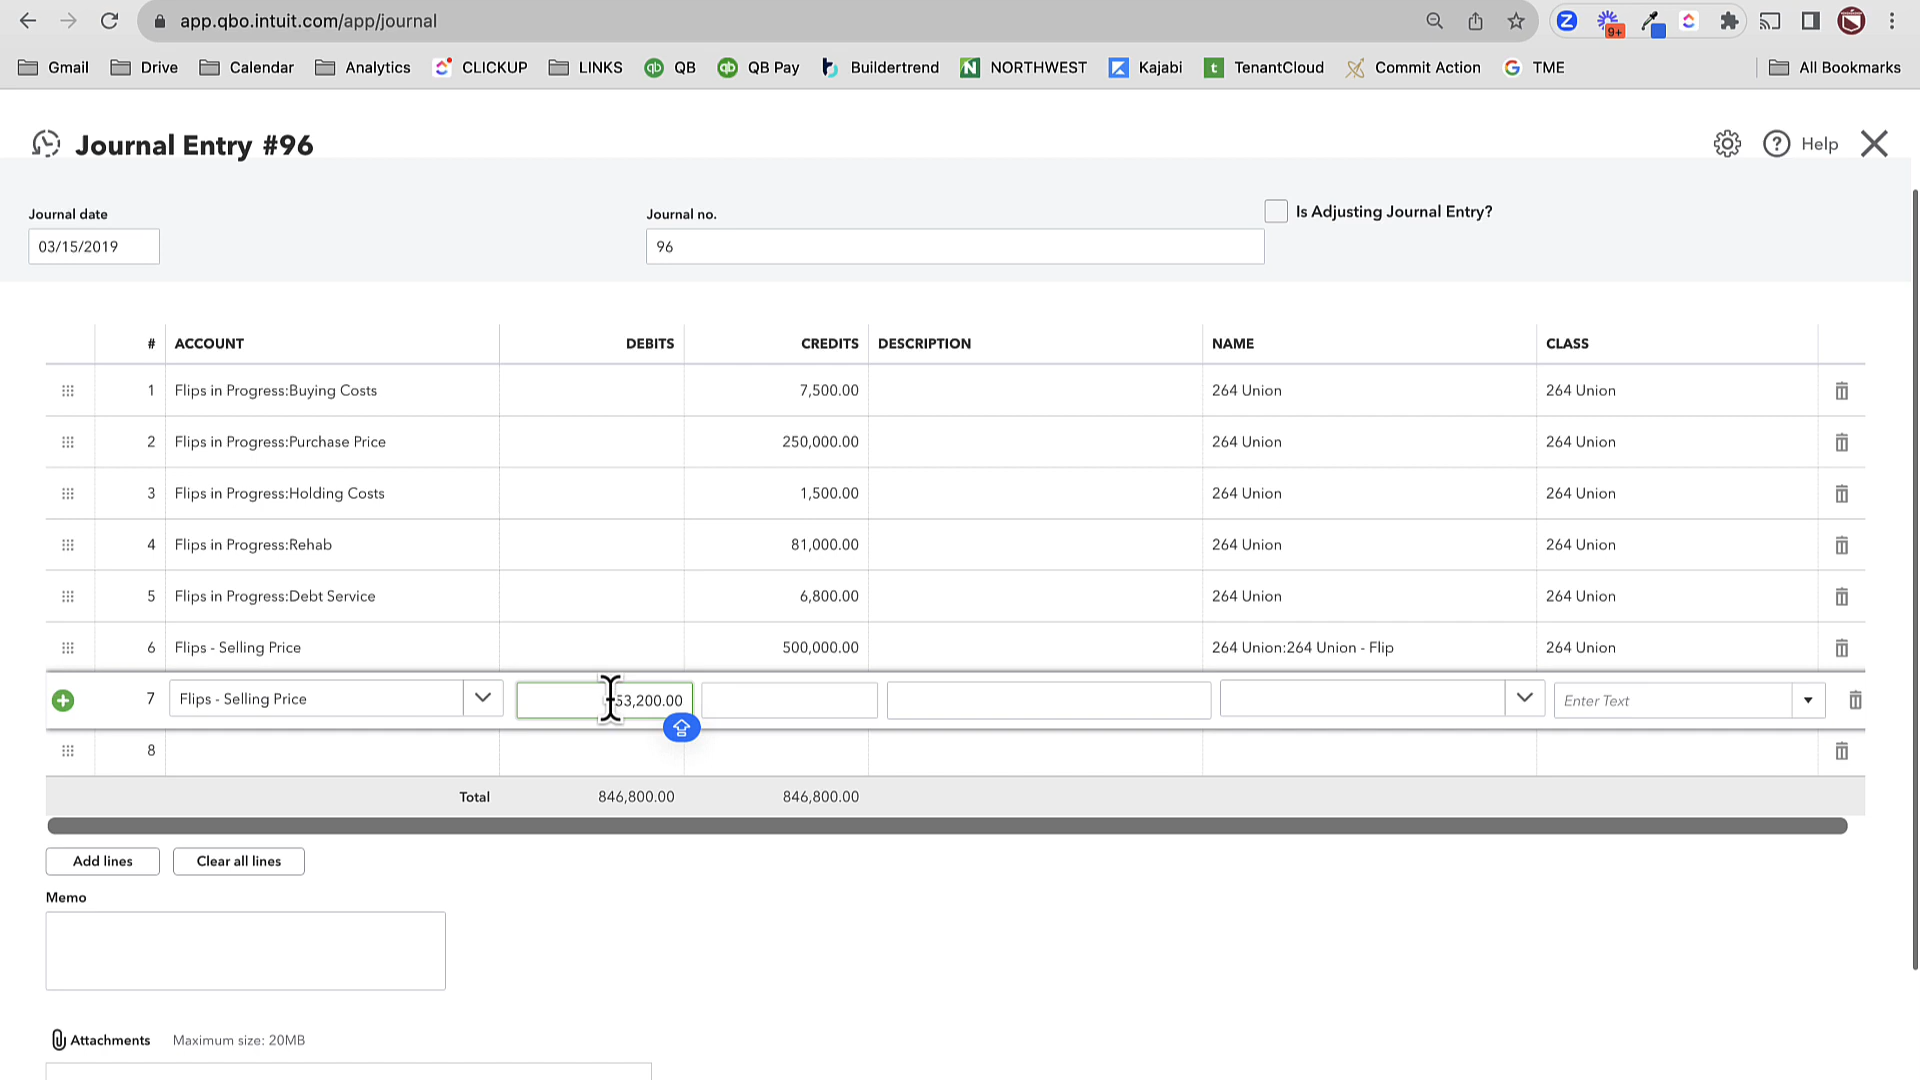 app.qbo.intuit.com/app/journal
9+
Gmail Drive Calendar Analytics CLICKUP LINKS QB QB Pay Buildertrend NORTHWEST Kajabi TenantCloud Commit Action TME All Bookmarks
Journal Entry #96
Help
Journal date
Journal no.
Is Adjusting Journal Entry?
03/15/2019
96
# ACCOUNT DEBITS CREDITS DESCRIPTION NAME CLASS
1 Flips in Progress:Buying Costs 7,500.00 264 Union 264 Union
2 Flips in Progress:Purchase Price 250,000.00 264 Union 264 Union
3 Flips in Progress:Holding Costs 1,500.00 264 Union 264 Union
4 Flips in Progress:Rehab 81,000.00 264 Union 264 Union
5 Flips in Progress:Debt Service 6,800.00 264 Union 264 Union
6 Flips - Selling Price 500,000.00 264 Union:264 Union - Flip 264 Union
7 Flips - Selling Price 53,200.00 Enter Text
8
Total 846,800.00 846,800.00
Add lines
Clear all lines
Memo
Attachments Maximum size: 20MB